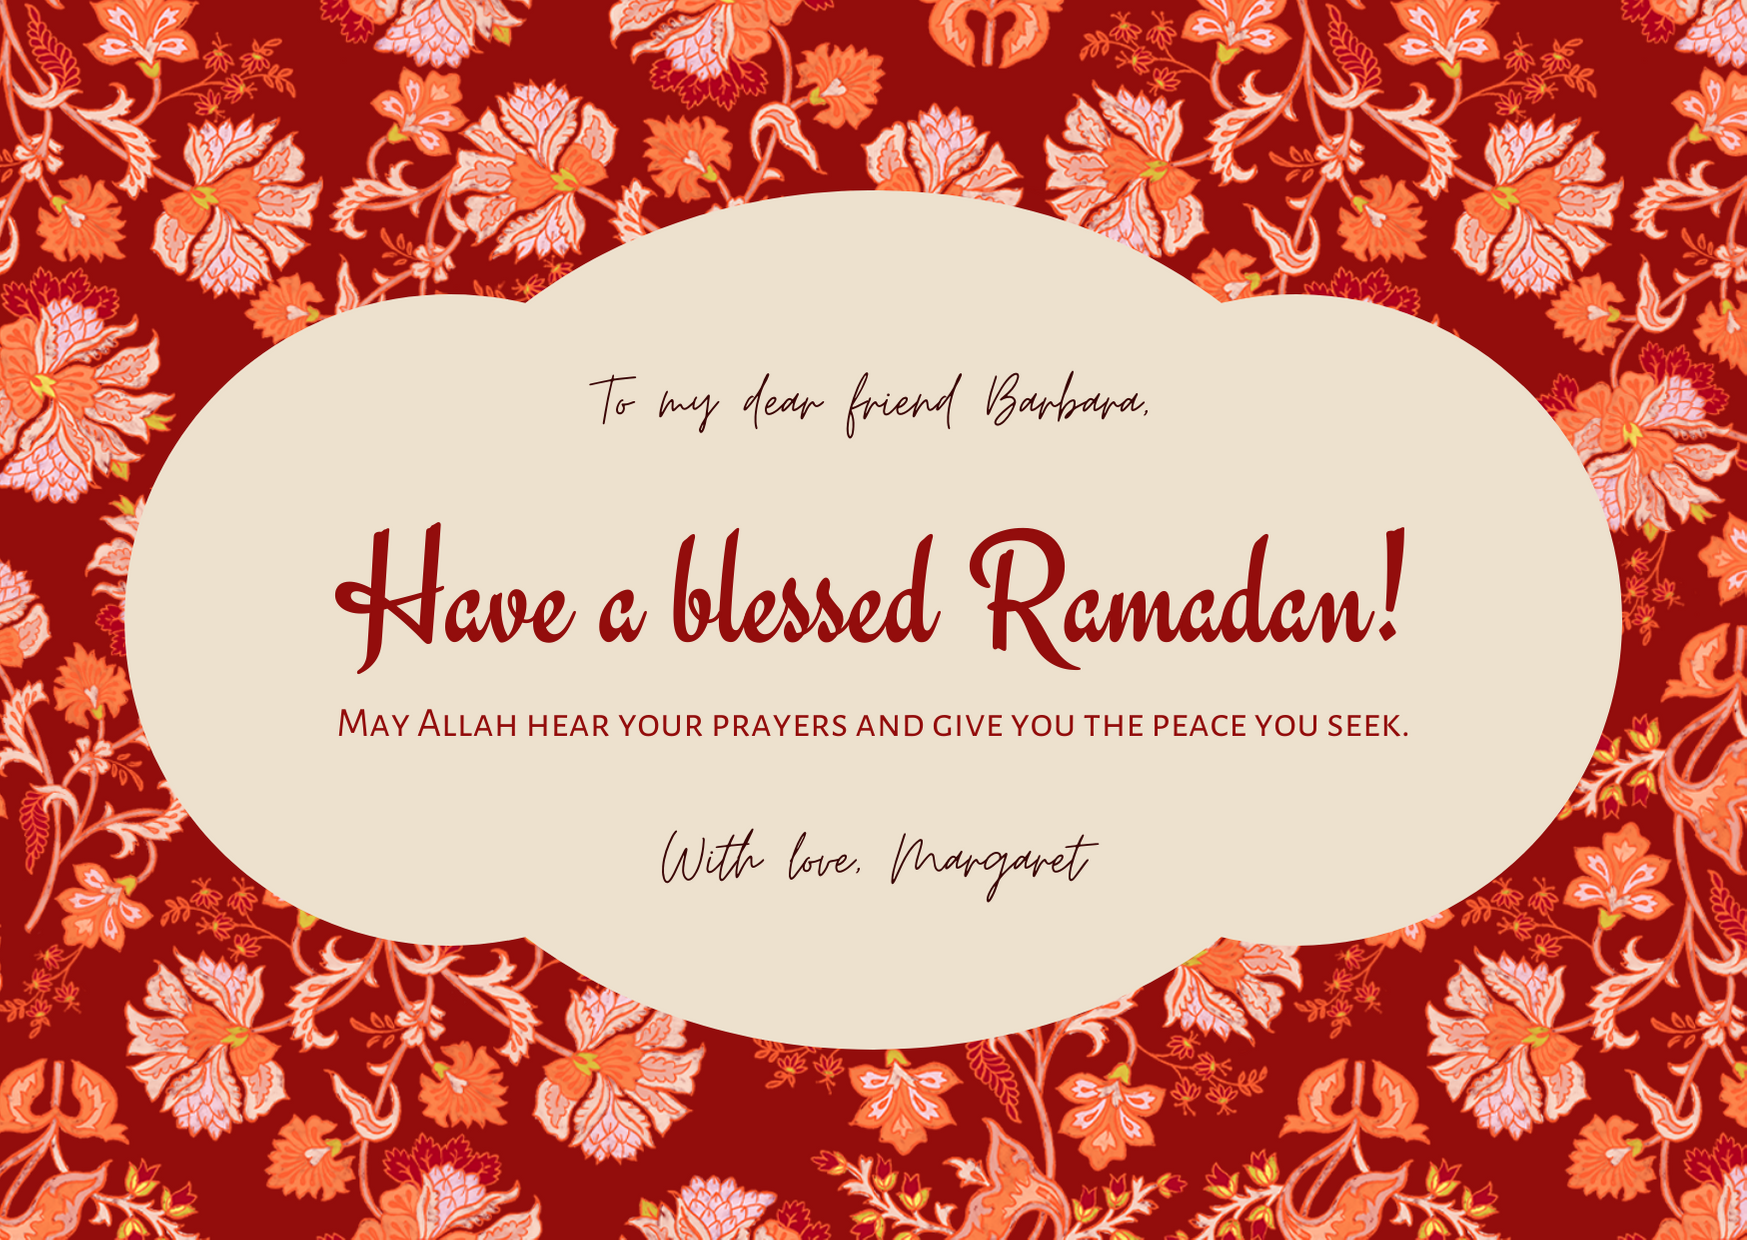 To my dear friend Barbara,
Have a blessed Ramadan!
May Allah hear your prayers and give you the peace you seek.
With love, Margaret